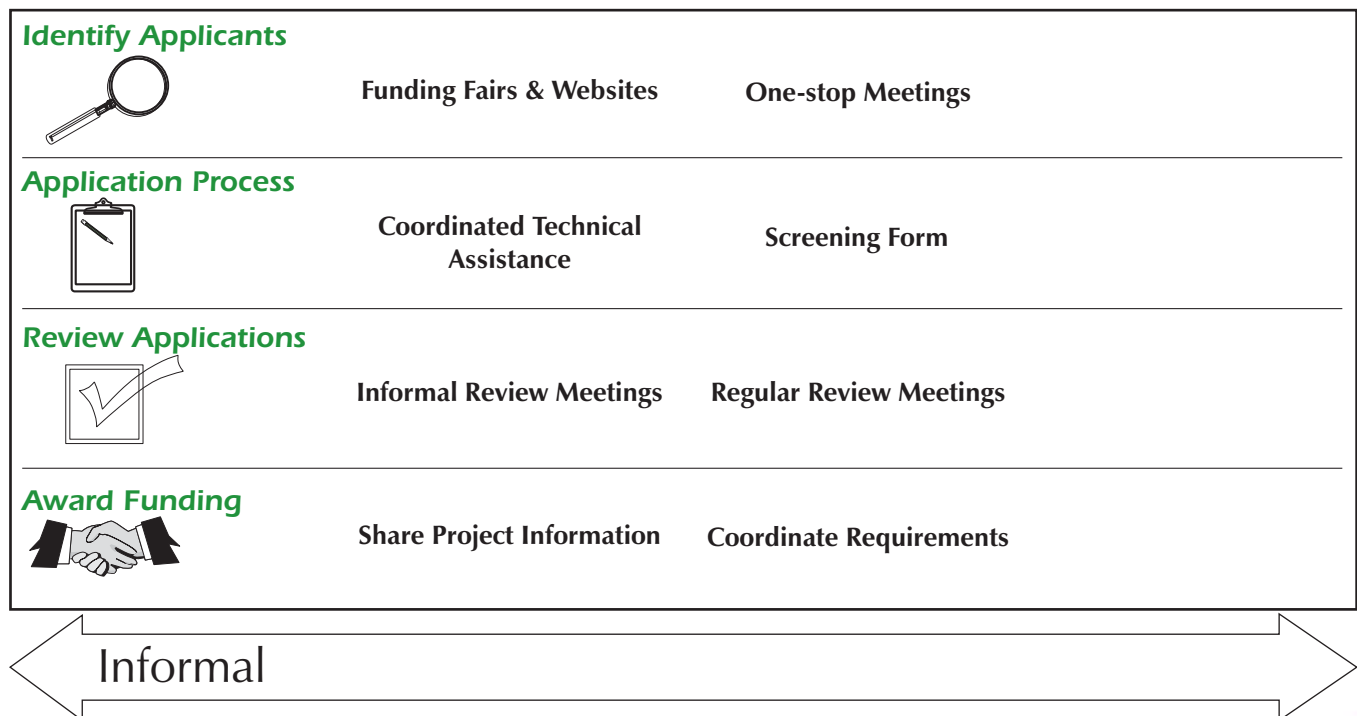 Identify Applicants
Funding Fairs & Websites One-stop Meetings
Application Process
Coordinated Technical
Assistance
Screening Form
Review Applications
Informal Review Meetings Regular Review Meetings
Award Funding
Share Project Information Coordinate Requirements
Informal